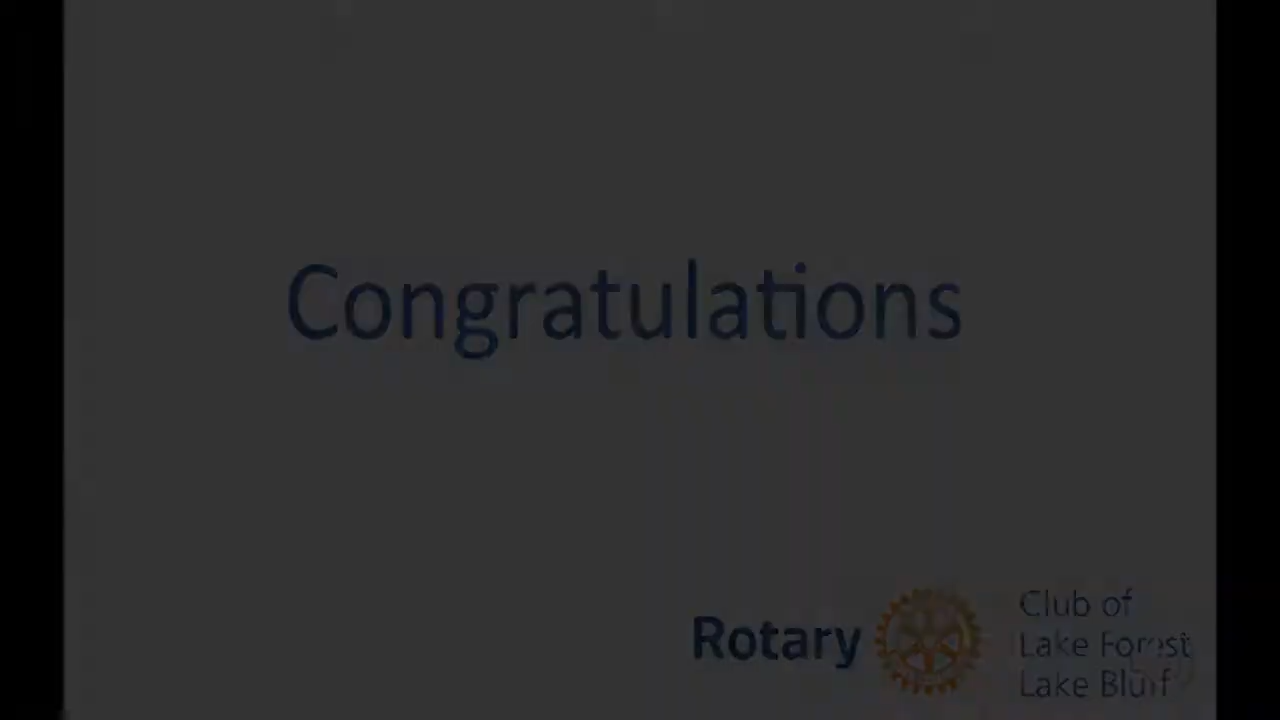 Congratulations
Rotary
Club of
Lake Forest
Lake Bluff